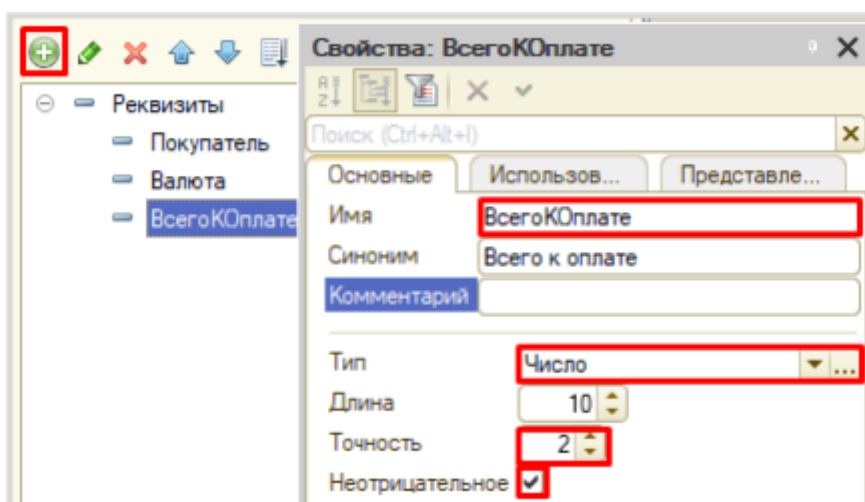 Свойства: ВсегоКОплате
Реквизиты
Покупатель
Валюта
ВсегоКОплате
Поиск (Ctrl+Alt+I)
Основные
Использов...
Представле...
Имя
ВсегоКОплате
Синоним
Всего к оплате
Комментарий
Тип
Число
...
Длина
10
Точность
2
Неотрицательное